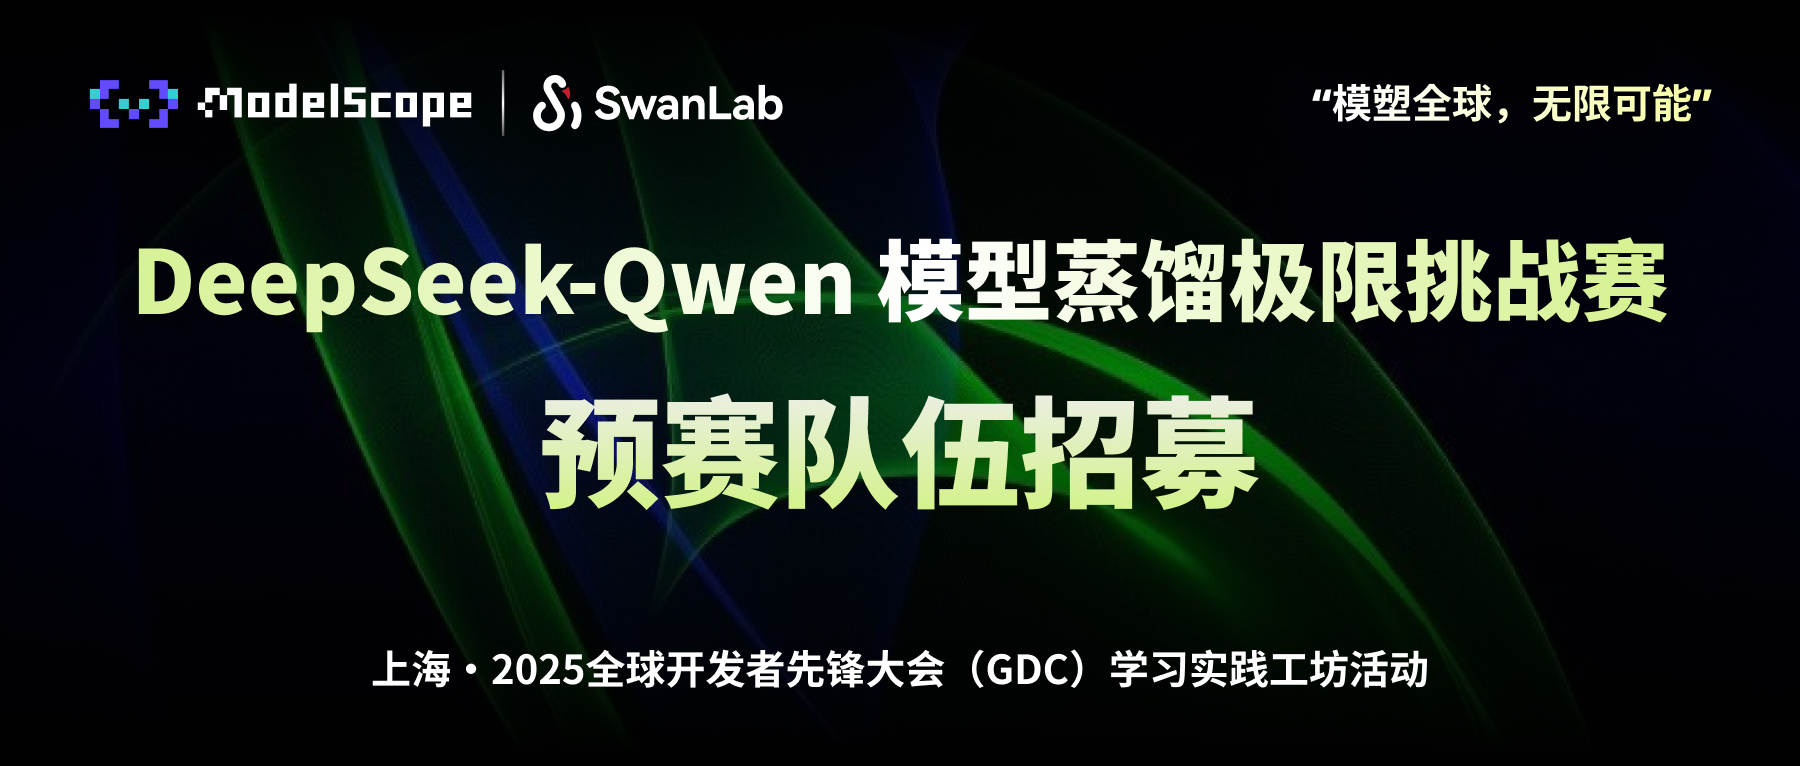 ModelScope | SwanLab
“模塑全球，无限可能”
DeepSeek-Qwen 模型蒸馏极限挑战赛
预赛队伍招募
上海·2025全球开发者先锋大会（GDC）学习实践工坊活动